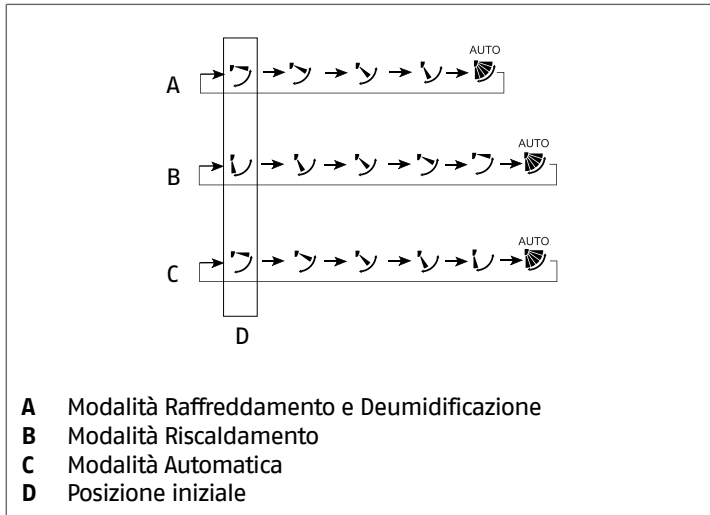 AUTO
A
AUTO
B
AUTO
C
D
A Modalità Raffreddamento e Deumidificazione
B Modalità Riscaldamento
C Modalità Automatica
D Posizione iniziale